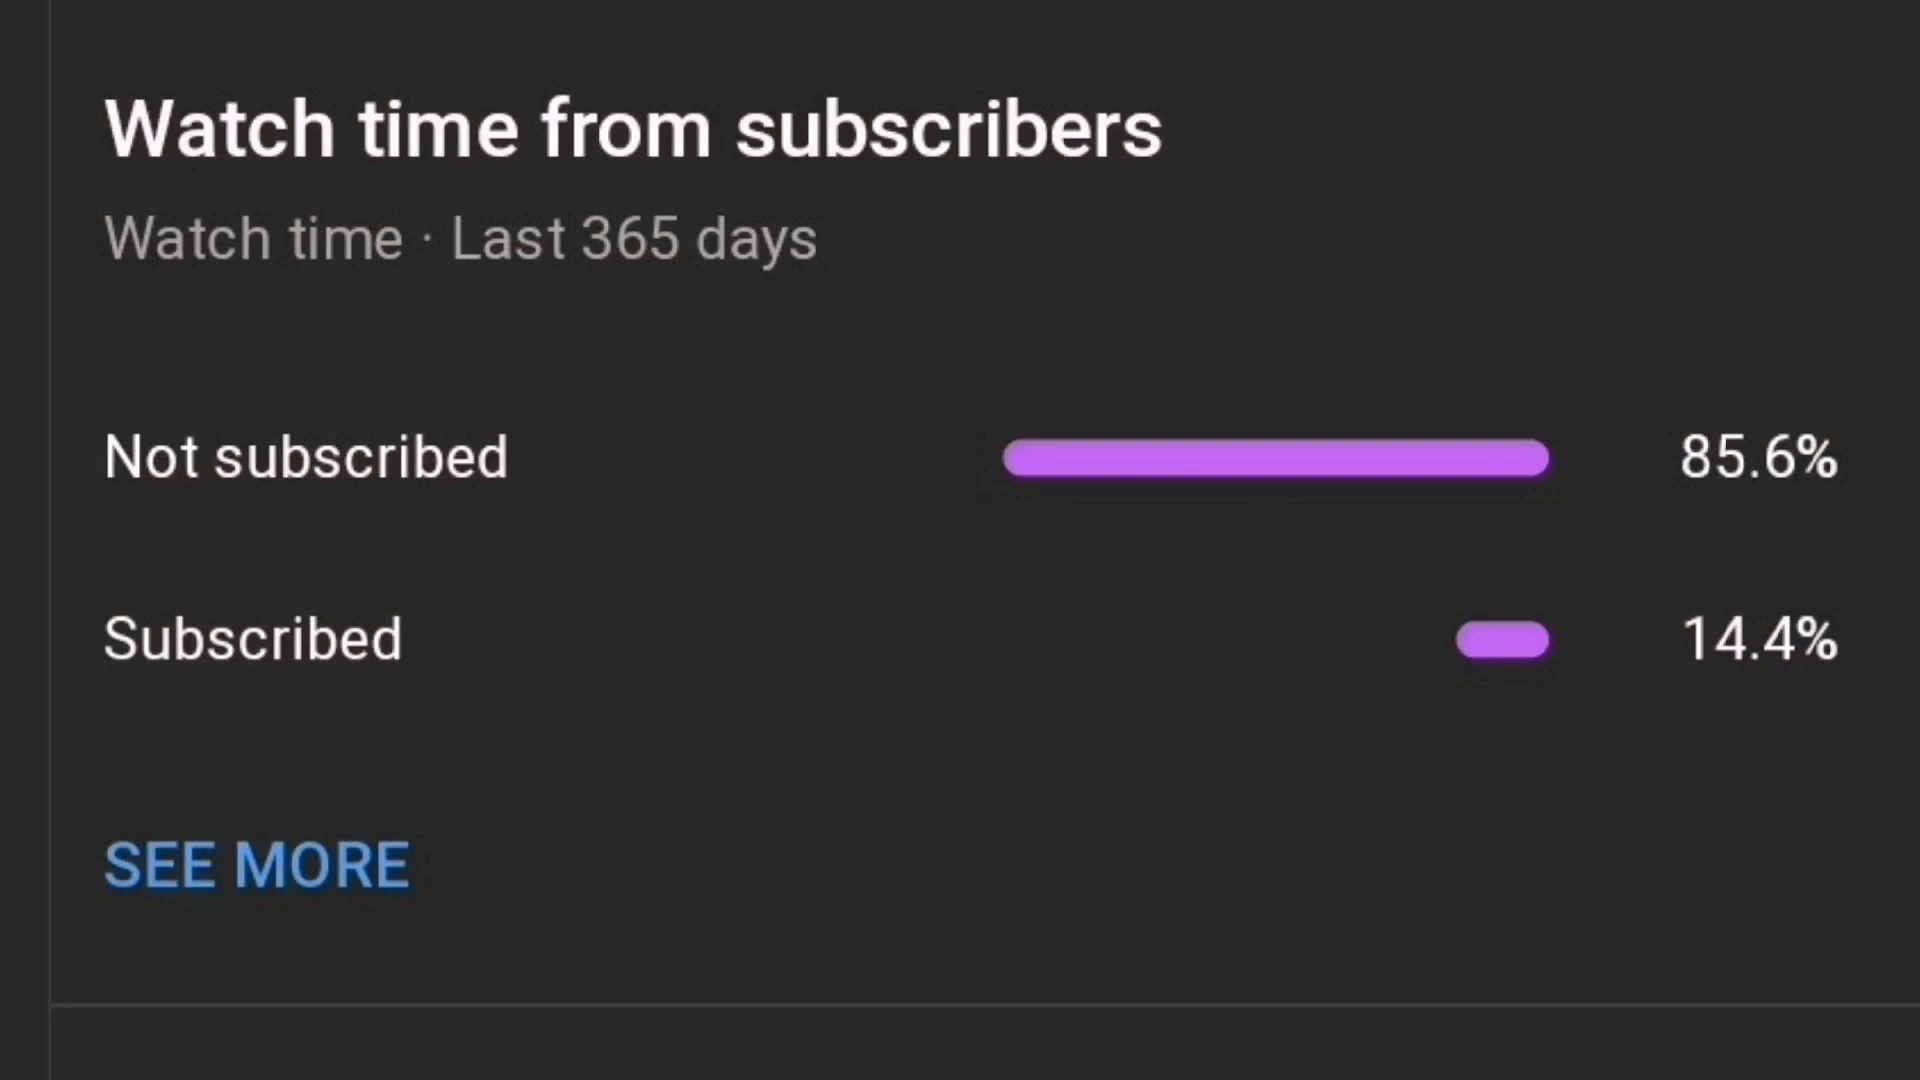 Watch time from subscribers
Watch time · Last 365 days
Not subscribed 85.6%
Subscribed 14.4%
SEE MORE